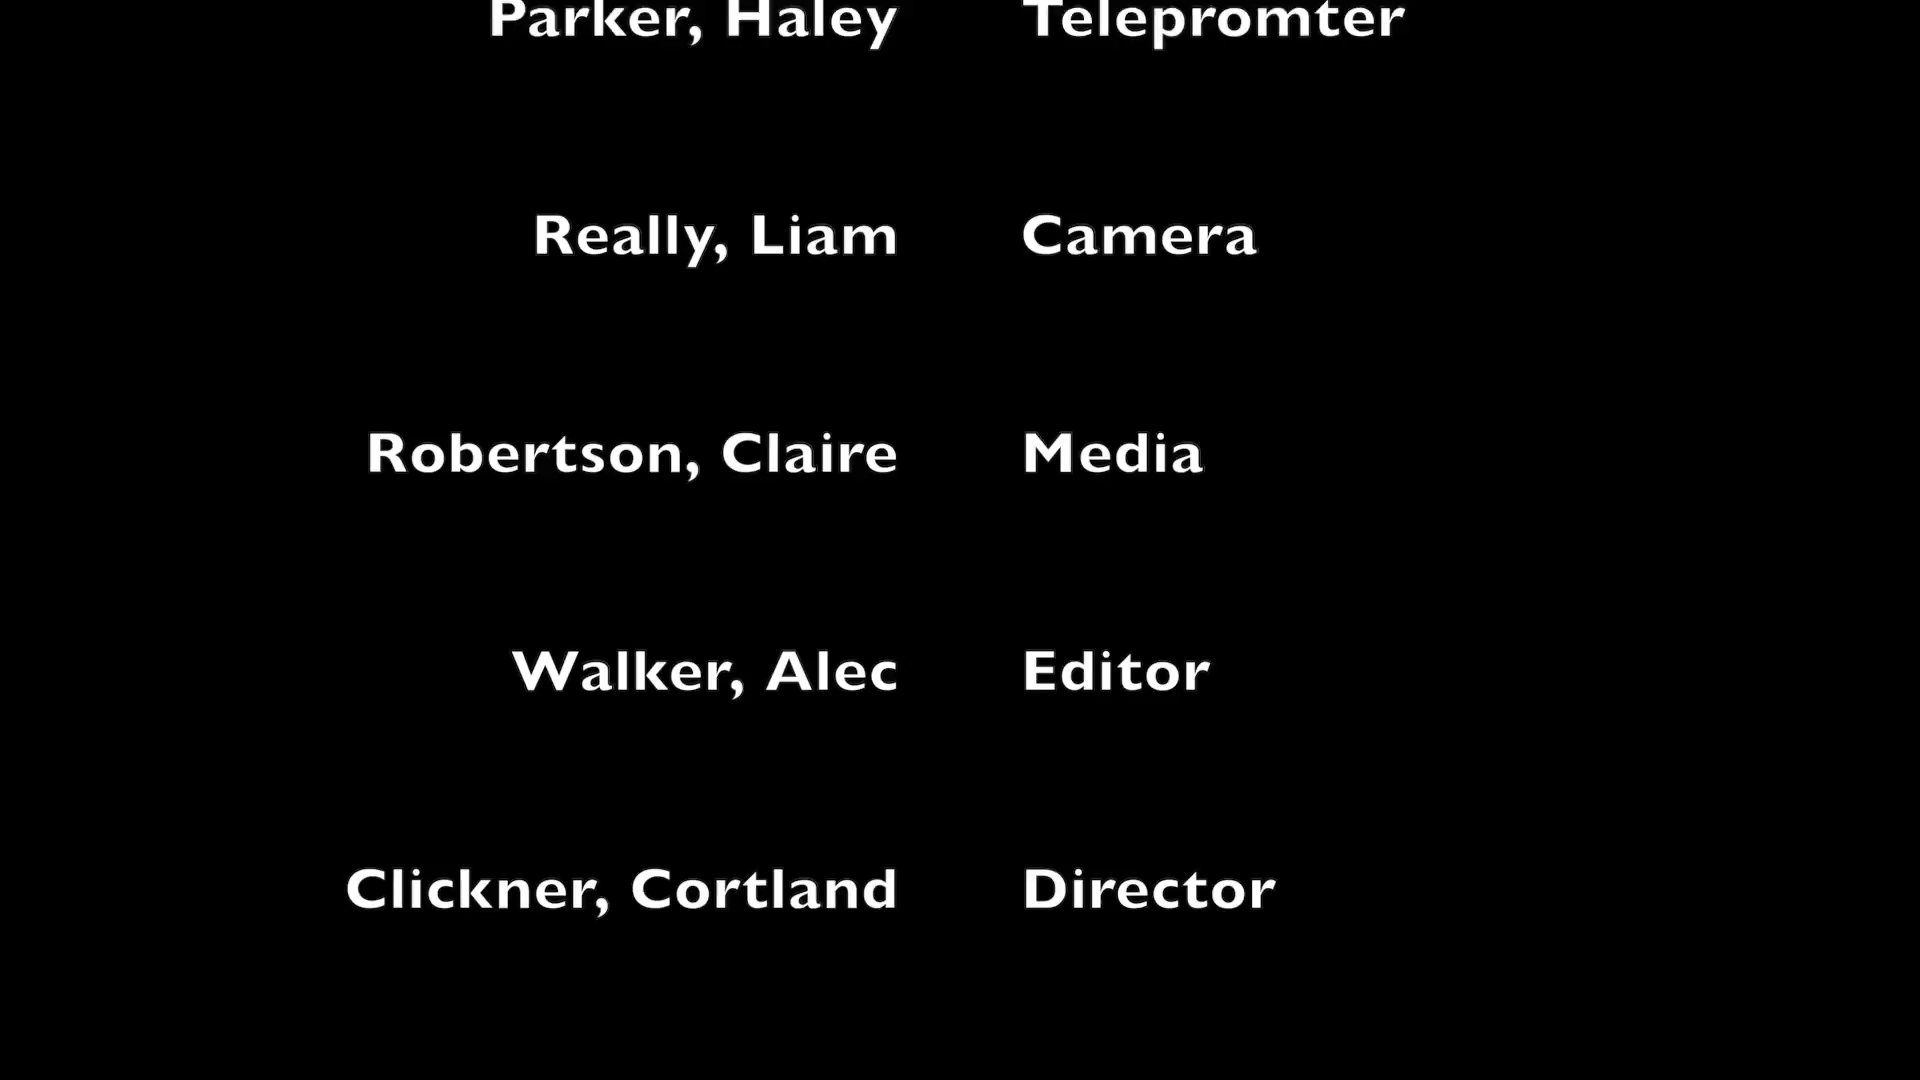 Parker, Haley Telepromter
Really, Liam Camera
Robertson, Claire Media
Walker, Alec Editor
Clickner, Cortland Director